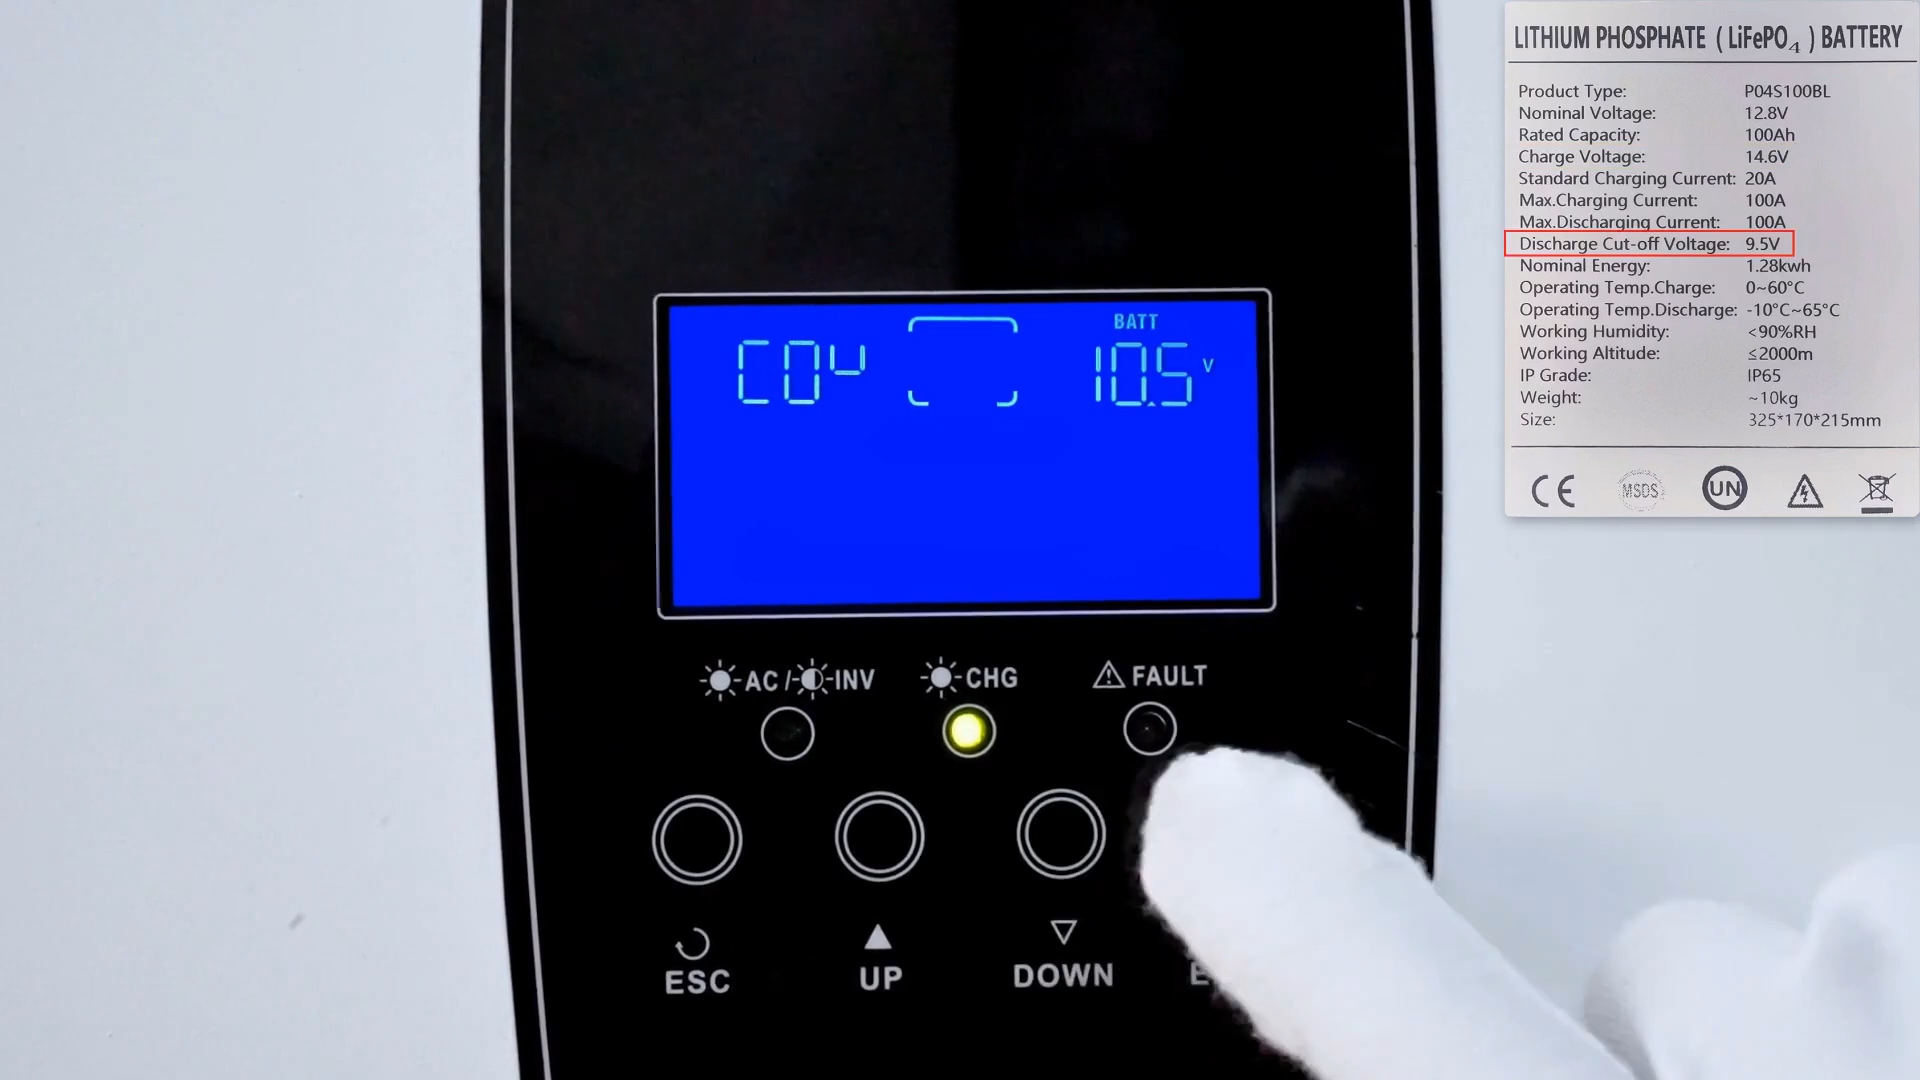 LITHIUM PHOSPHATE ( LiFePO₄ ) BATTERY
Product Type: P04S100BL
Nominal Voltage: 12.8V
Rated Capacity: 100Ah
Charge Voltage: 14.6V
Standard Charging Current: 20A
Max.Charging Current: 100A
Max.Discharging Current: 100A
Discharge Cut-off Voltage: 9.5V
Nominal Energy: 1.28kwh
Operating Temp.Charge: 0~60°C
Operating Temp.Discharge: -10°C~65°C
Working Humidity: <90%RH
Working Altitude: ≤2000m
IP Grade: IP65
Weight: ~10kg
Size: 325*170*215mm
CE MSDS UN
BATT
COU 10.5 V
AC / INV CHG FAULT
ESC UP DOWN